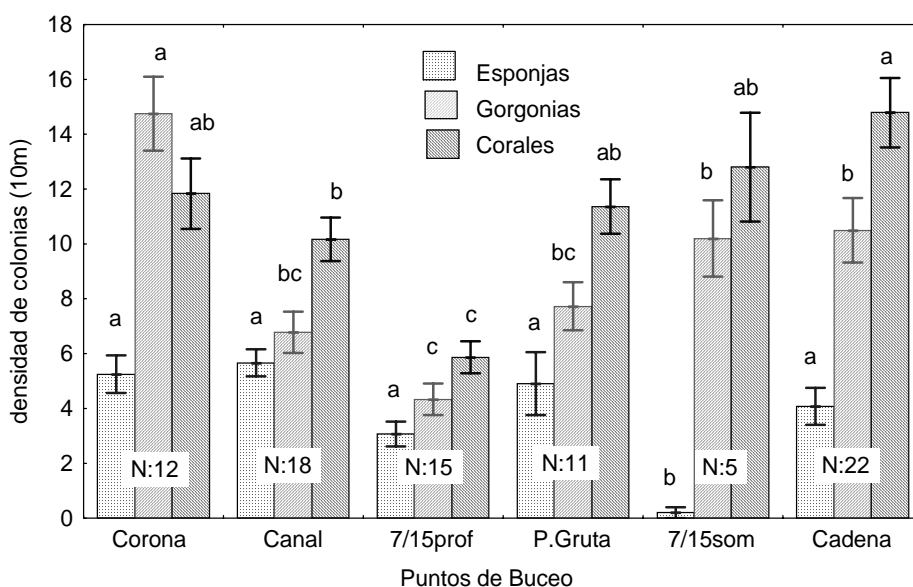 densidad de colonias (10m)
18
16
14
12
10
8
6
4
2
0
Esponjas
Gorgonias
Corales
a a ab
a bc b
a c c
a bc ab
b b ab
a b a
N:12 N:18 N:15 N:11 N:5 N:22
Corona Canal 7/15prof P.Gruta 7/15som Cadena
Puntos de Buceo